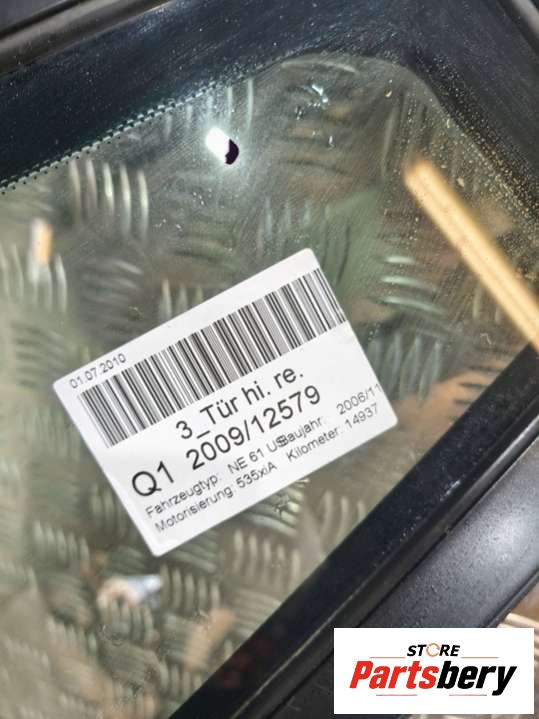 01.07.2010
3_Tür hi. re.
Q1 2009/12579
Fahrzeugtyp: NE 61 US Baujahr: 2006/11
Motorisierung: 535xiA Kilometer: 14937
STORE
Partsbery